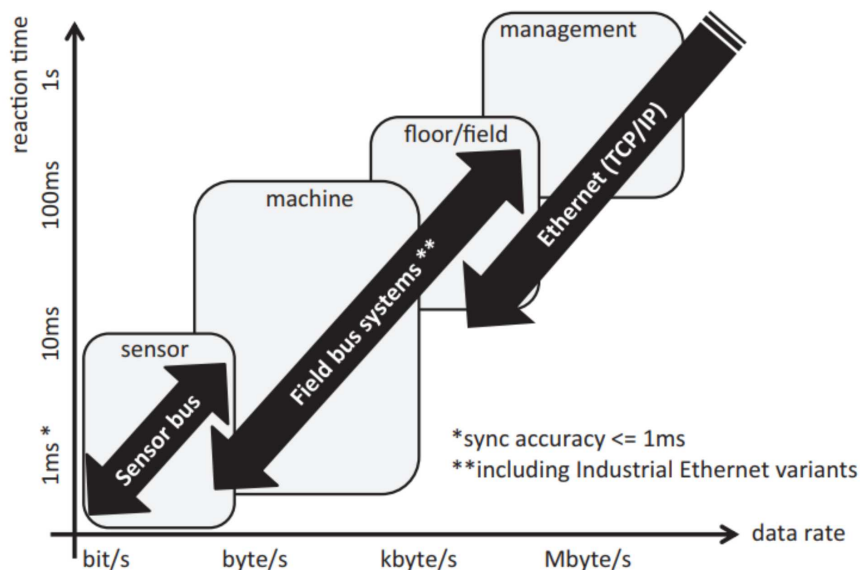 reaction time
1s
100ms
10ms
1ms *
management
floor/field
machine
sensor
Ethernet (TCP/IP)
Field bus systems **
Sensor bus
*sync accuracy <= 1ms
**including Industrial Ethernet variants
data rate
bit/s
byte/s
kbyte/s
Mbyte/s